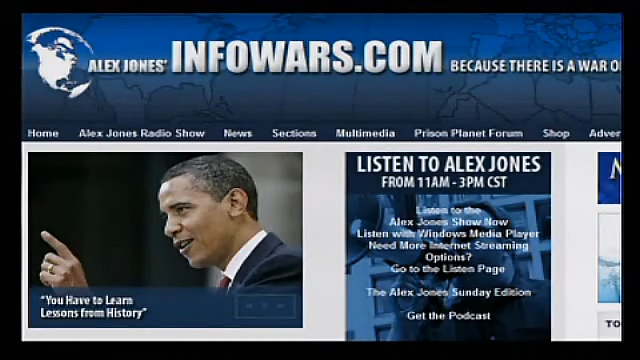 ALEX JONES' INFOWARS.COM BECAUSE THERE IS A WAR O
Home Alex Jones Radio Show News Sections Multimedia Prison Planet Forum Shop Adver
"You Have to Learn
Lessons from History"
LISTEN TO ALEX JONES
FROM 11AM - 3PM CST
Listen to the
Alex Jones Show Now
Listen with Windows Media Player
Need More Internet Streaming
Options?
Go to the Listen Page
The Alex Jones Sunday Edition
Get the Podcast
N
TO